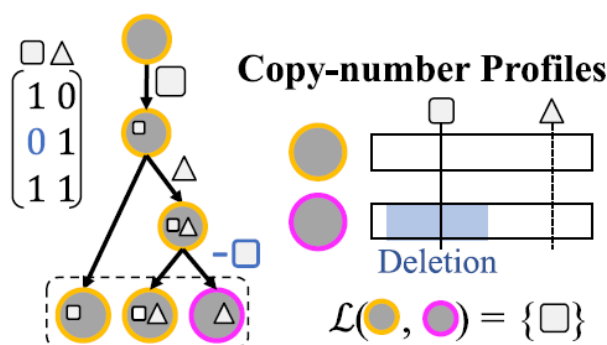 □ △
1 0
0 1
1 1
□
△
−□
Copy-number Profiles
□ △
Deletion
ℒ( , ) = {□}